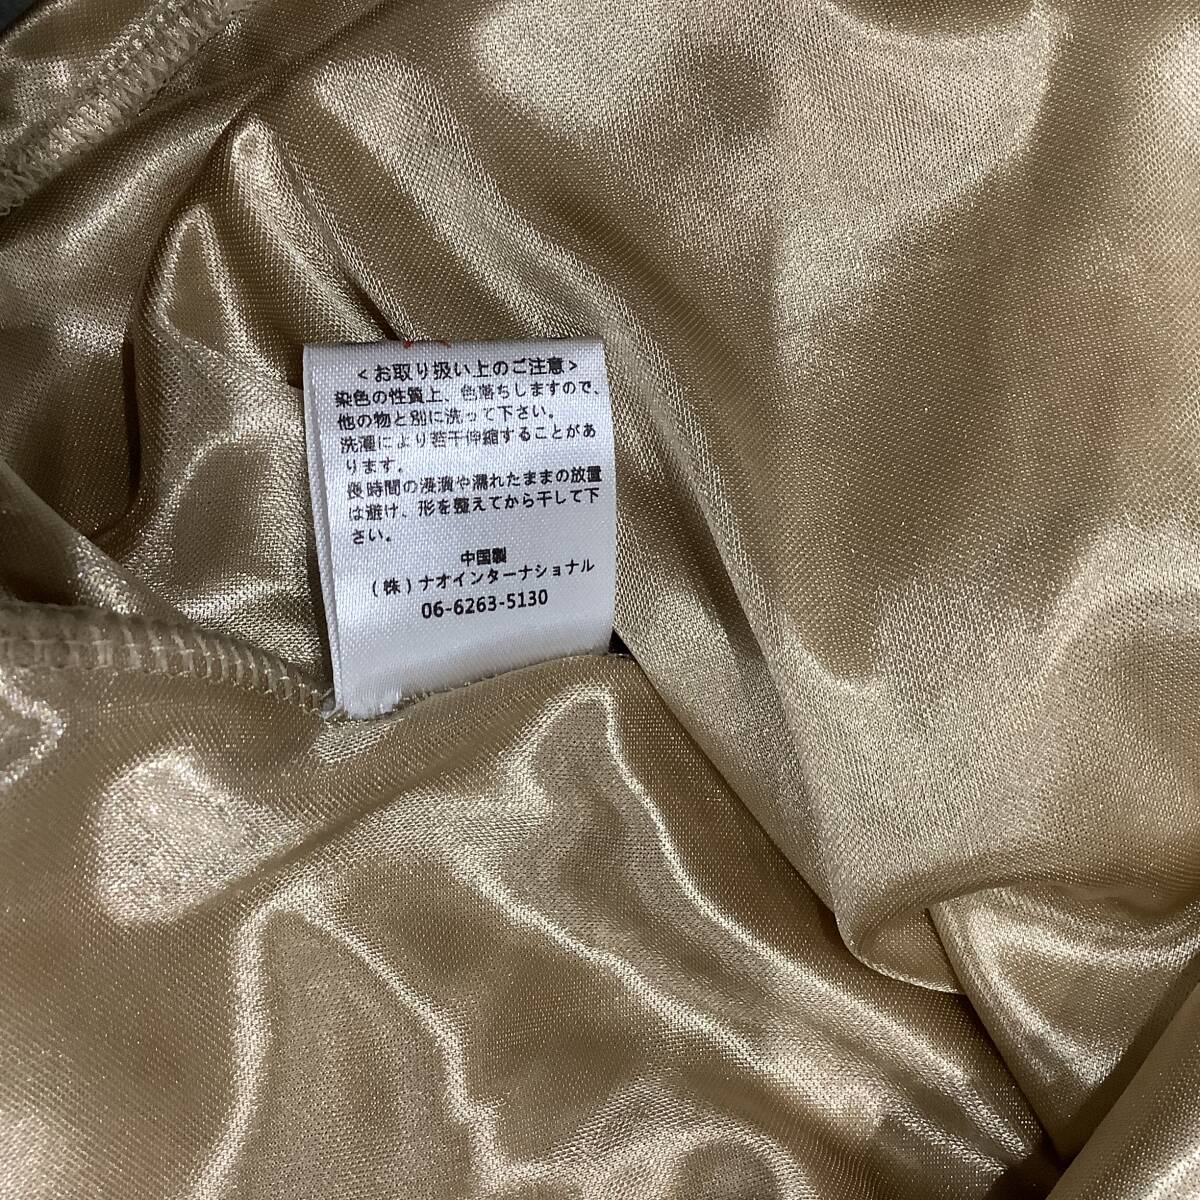 <お取り扱い上のご注意>
染色の性質上、色落ちしますので、
他の物と別に洗って下さい。
洗濯により若干伸縮することがあ
ります。
長時間の浸漬や濡れたままの放置
は避け、形を整えてから干して下
さい。
中国製
(株)ナオインターナショナル
06-6263-5130